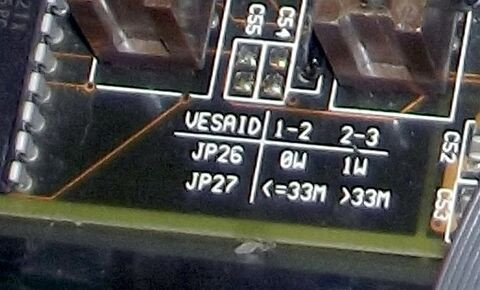 C55
C54
VESAID 1-2 2-3
JP26 0W 1W
JP27 <=33M >33M
C52
C53